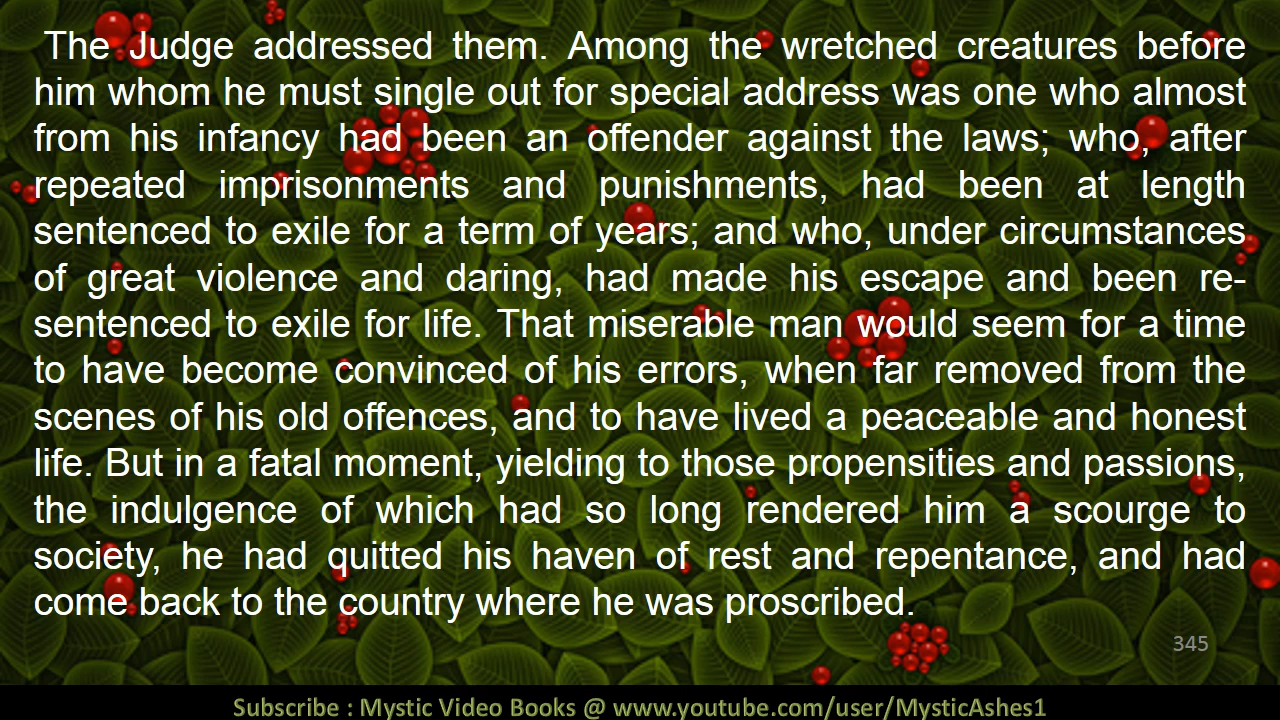 The Judge addressed them. Among the wretched creatures before
him whom he must single out for special address was one who almost
from his infancy had been an offender against the laws; who, after
repeated imprisonments and punishments, had been at length
sentenced to exile for a term of years; and who, under circumstances
of great violence and daring, had made his escape and been re-
sentenced to exile for life. That miserable man would seem for a time
to have become convinced of his errors, when far removed from the
scenes of his old offences, and to have lived a peaceable and honest
life. But in a fatal moment, yielding to those propensities and passions,
the indulgence of which had so long rendered him a scourge to
society, he had quitted his haven of rest and repentance, and had
come back to the country where he was proscribed.
345
Subscribe : Mystic Video Books @ www.youtube.com/user/MysticAshes1